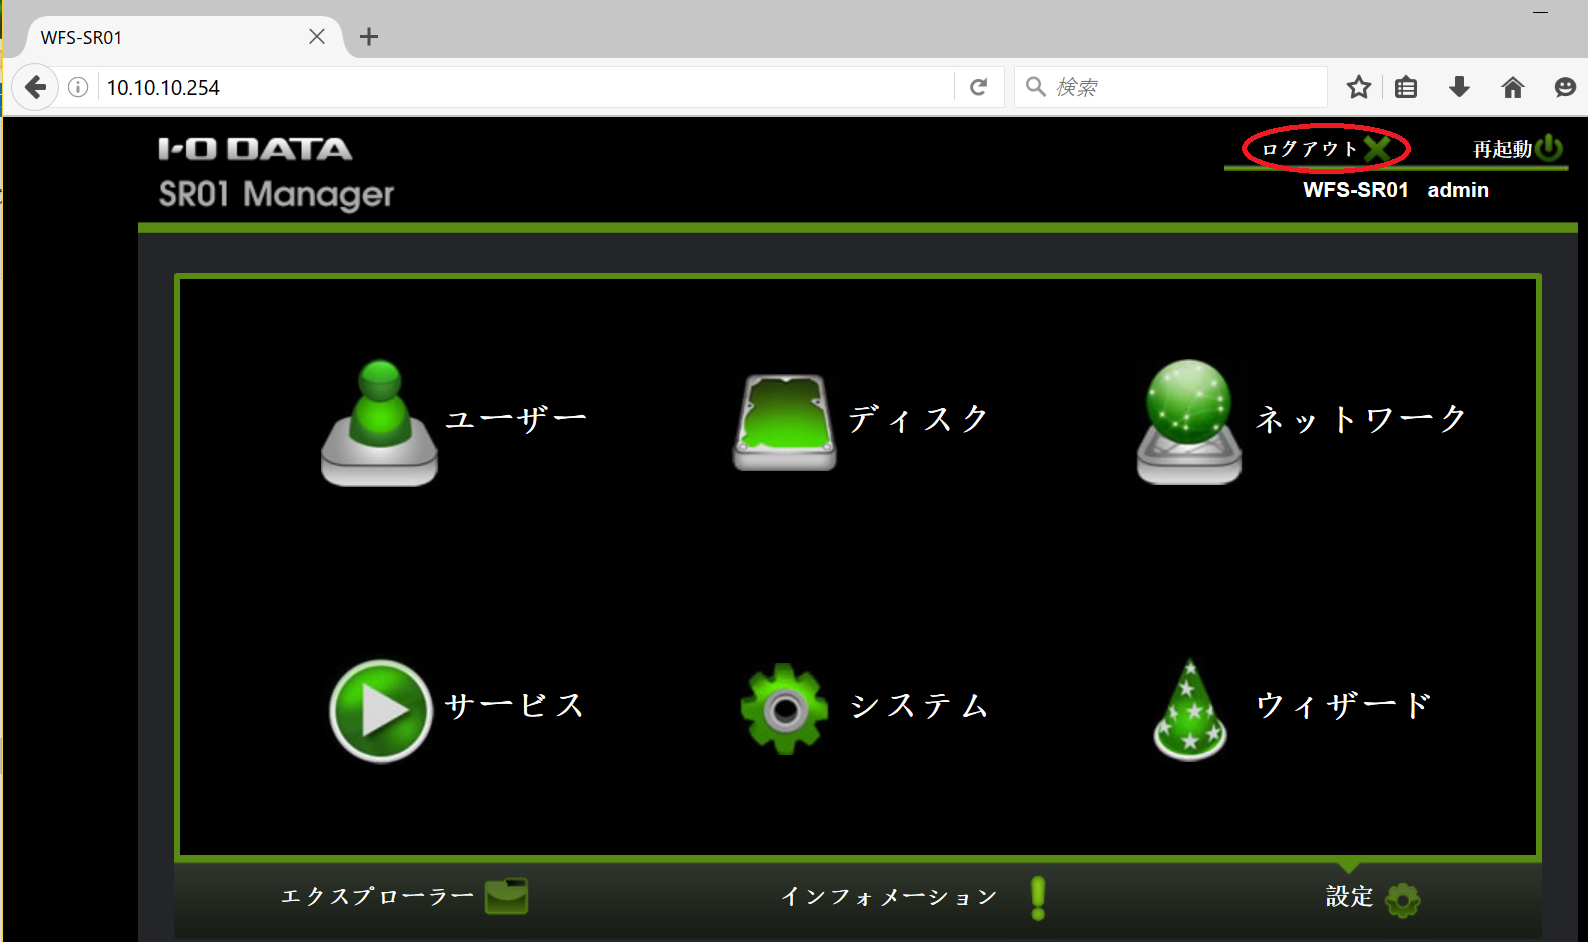 WFS-SR01
10.10.10.254
検索
I-O DATA
SR01 Manager
ログアウト
再起動
WFS-SR01 admin
ユーザー
ディスク
ネットワーク
サービス
システム
ウィザード
エクスプローラー
インフォメーション
設定